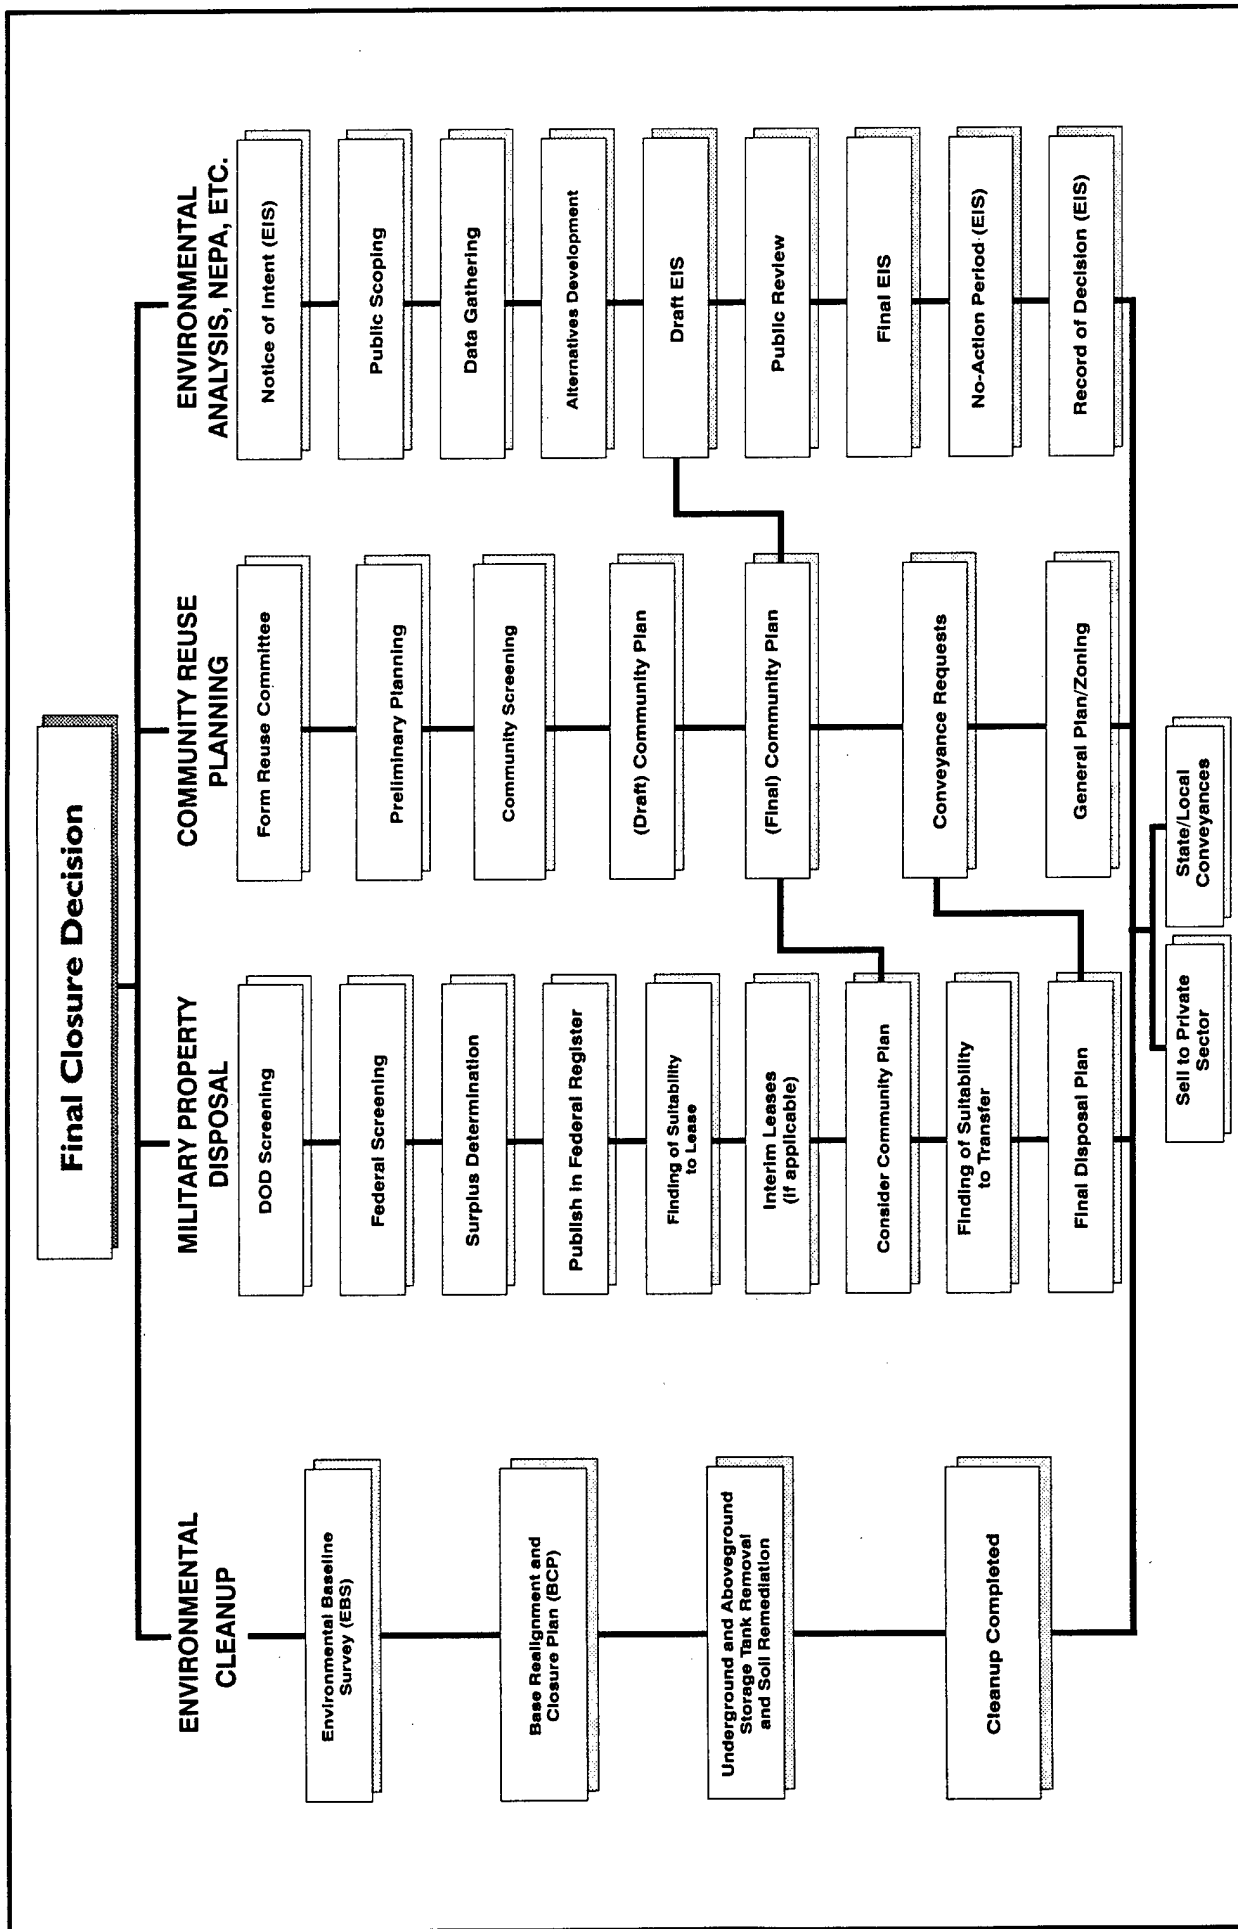 Final Closure Decision
ENVIRONMENTAL
CLEANUP
Environmental Baseline
Survey (EBS)
Base Realignment and
Closure Plan (BCP)
Underground and Aboveground
Storage Tank Removal
and Soil Remediation
Cleanup Completed
MILITARY PROPERTY
DISPOSAL
DOD Screening
Federal Screening
Surplus Determination
Publish in Federal Register
Finding of Suitability
to Lease
Interim Leases
(if applicable)
Consider Community Plan
Finding of Suitability
to Transfer
Final Disposal Plan
COMMUNITY REUSE
PLANNING
Form Reuse Committee
Preliminary Planning
Community Screening
(Draft) Community Plan
(Final) Community Plan
Conveyance Requests
General Plan/Zoning
ENVIRONMENTAL
ANALYSIS, NEPA, ETC.
Notice of Intent (EIS)
Public Scoping
Data Gathering
Alternatives Development
Draft EIS
Public Review
Final EIS
No-Action Period (EIS)
Record of Decision (EIS)
Sell to Private
Sector
State/Local
Conveyances